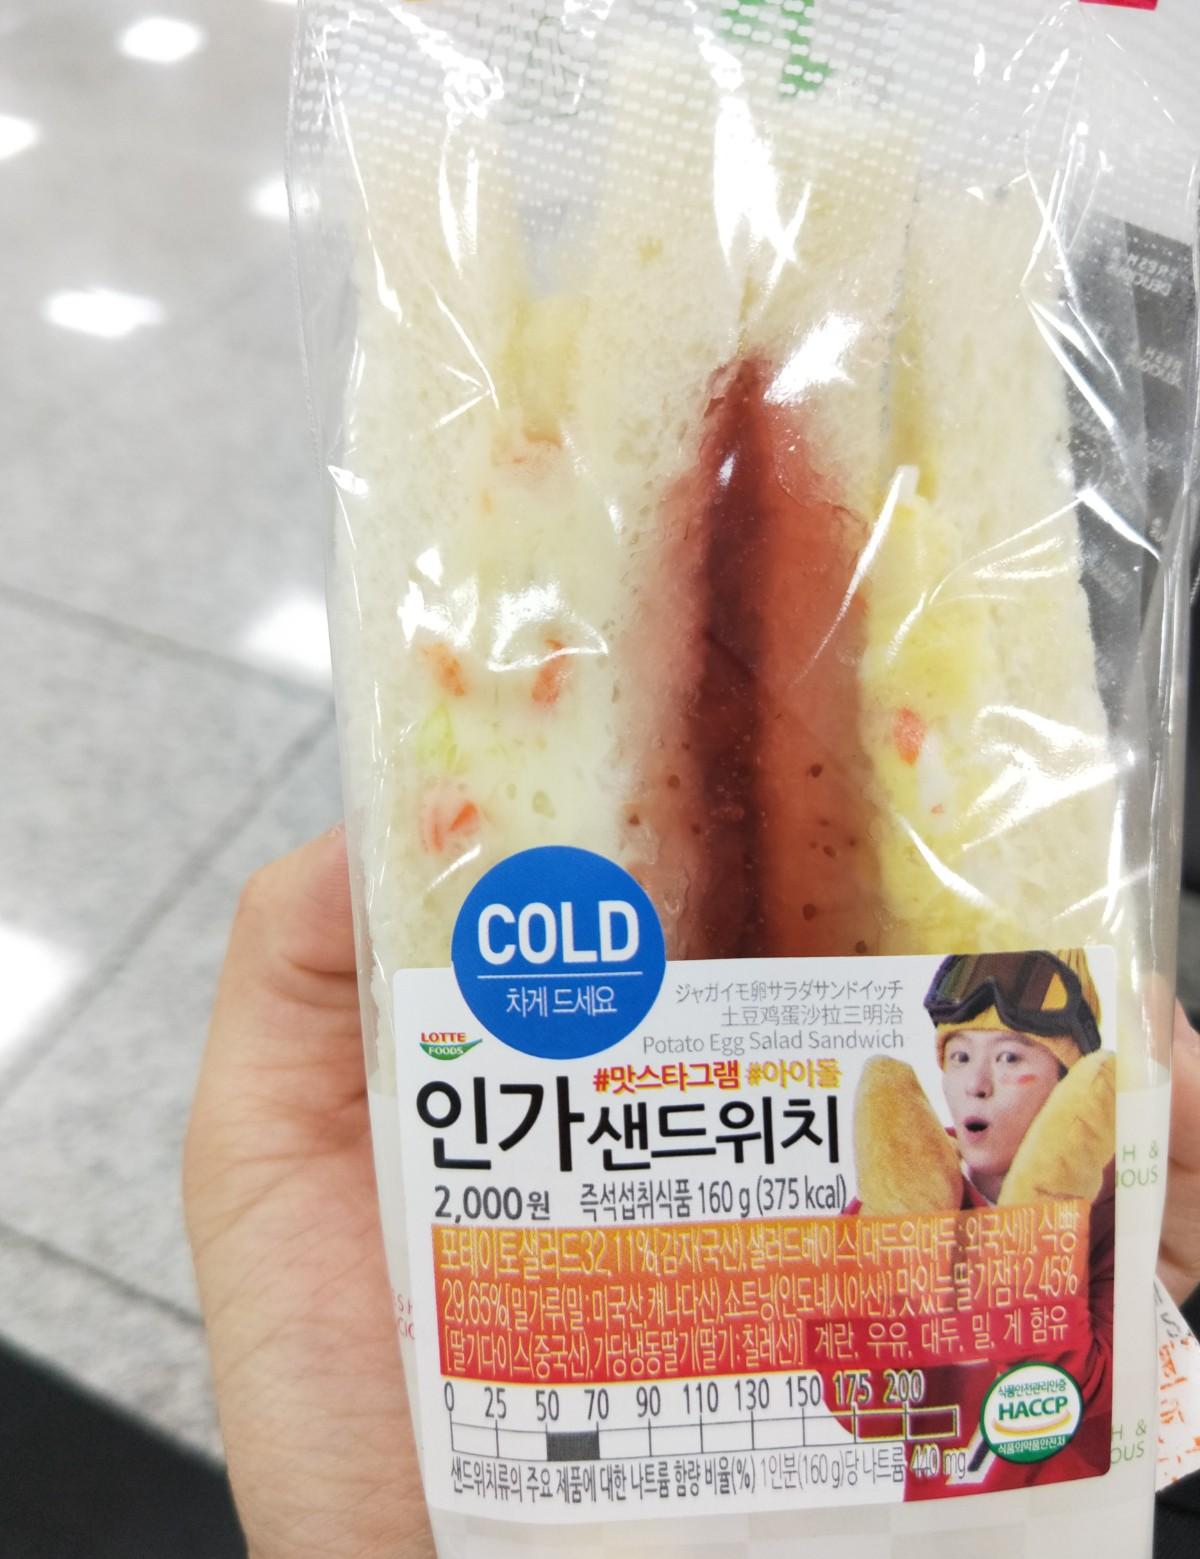 COLD
차게 드세요
ジャガイモ卵サラダサンドイッチ
土豆鸡蛋沙拉三明治
Potato Egg Salad Sandwich
LOTTE
FOODS
#맛스타그램 #아이돌
인가샌드위치
2,000원 즉석섭취식품 160 g (375 kcal)
포테이토샐러드32.11%[감자(국산),샐러드베이스{대두유(대두:외국산)}], 식빵
29.65%[밀가루(밀:미국산,캐나다산),쇼트닝(인도네시아산)],맛있는딸기잼12.45%
[딸기다이스(중국산),가당냉동딸기(딸기:칠레산)] 계란, 우유, 대두, 밀, 게 함유
0 25 50 70 90 110 130 150 175 200
샌드위치류의 주요 제품에 대한 나트륨 함량 비율(%) 1인분(160 g)당 나트륨 440 mg
식품안전관리인증
HACCP
식품의약품안전처
H &
IOUS
H &
OUS